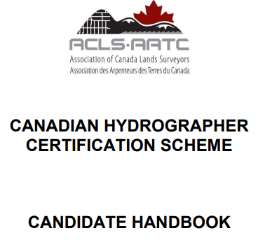 ACLS-AATC
Association of Canada Lands Surveyors
Association des Arpenteurs des Terres du Canada
CANADIAN HYDROGRAPHER
CERTIFICATION SCHEME
CANDIDATE HANDBOOK